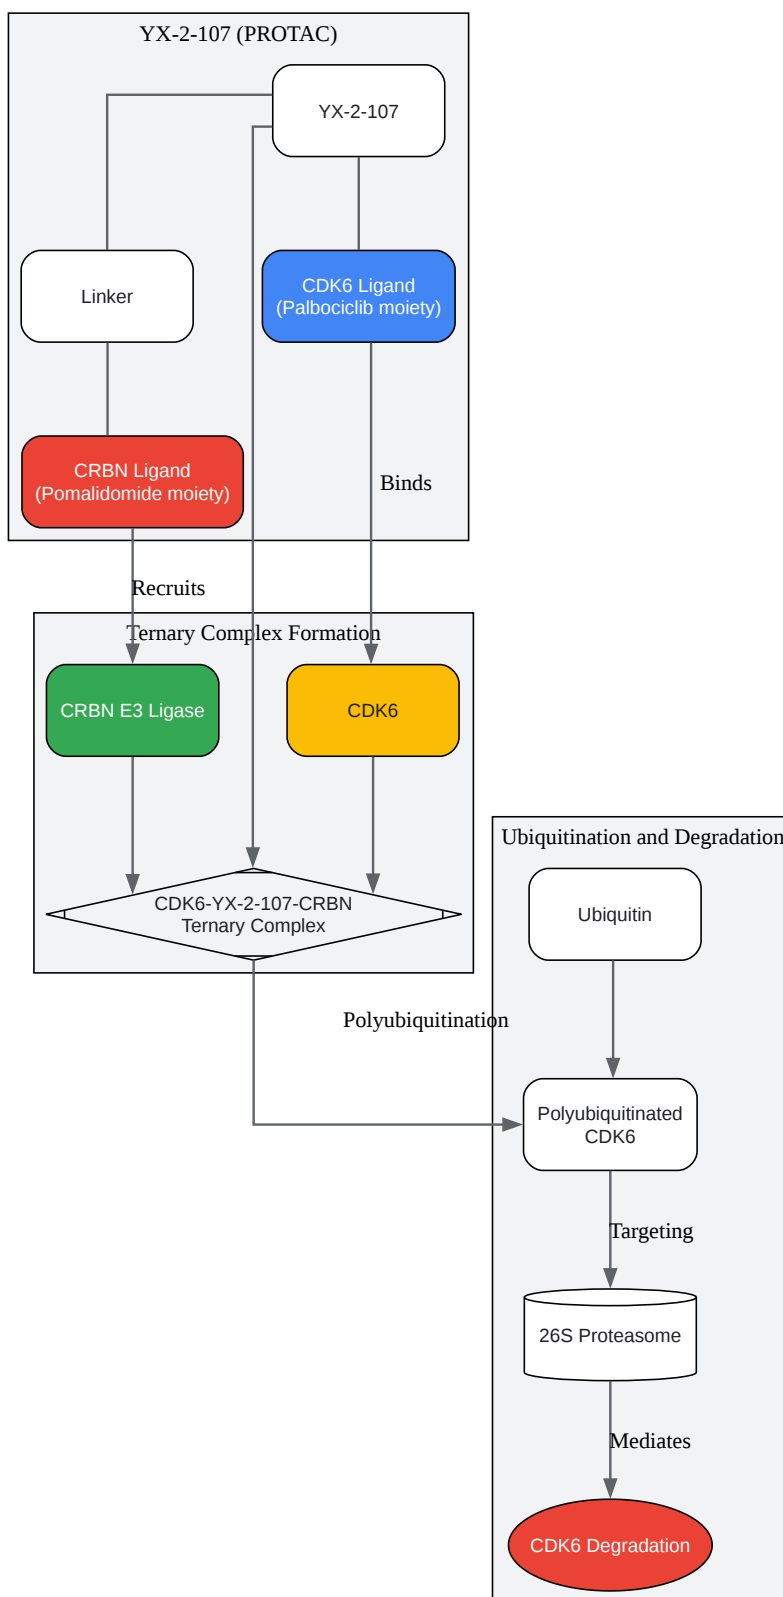 YX-2-107 (PROTAC)
YX-2-107
Linker
CDK6 Ligand
(Palbociclib moiety)
CRBN Ligand
(Pomalidomide moiety)
Binds
Recruits
Ternary Complex Formation
CRBN E3 Ligase
CDK6
CDK6-YX-2-107-CRBN
Ternary Complex
Ubiquitination and Degradation
Ubiquitin
Polyubiquitination
Polyubiquitinated
CDK6
Targeting
26S Proteasome
Mediates
CDK6 Degradation